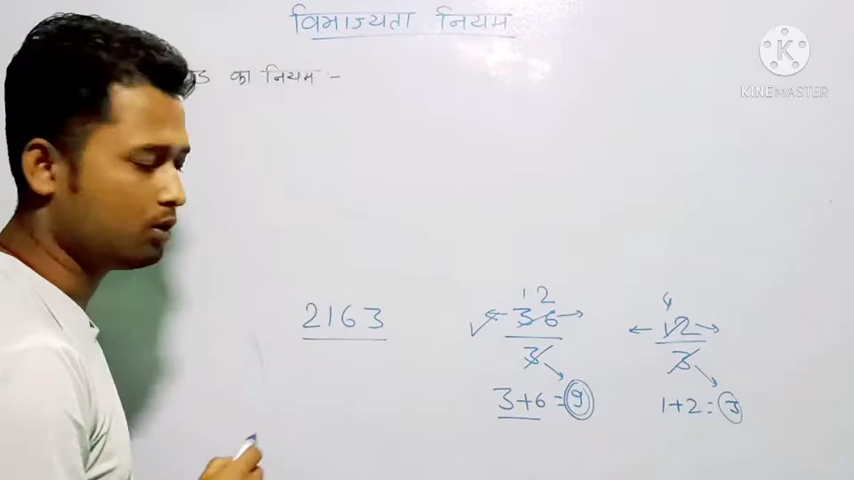 विभाज्यता नियम
का नियम :-
K
KINEMASTER
2163
12
36
3
3+6=9
4
12
3
1+2=3